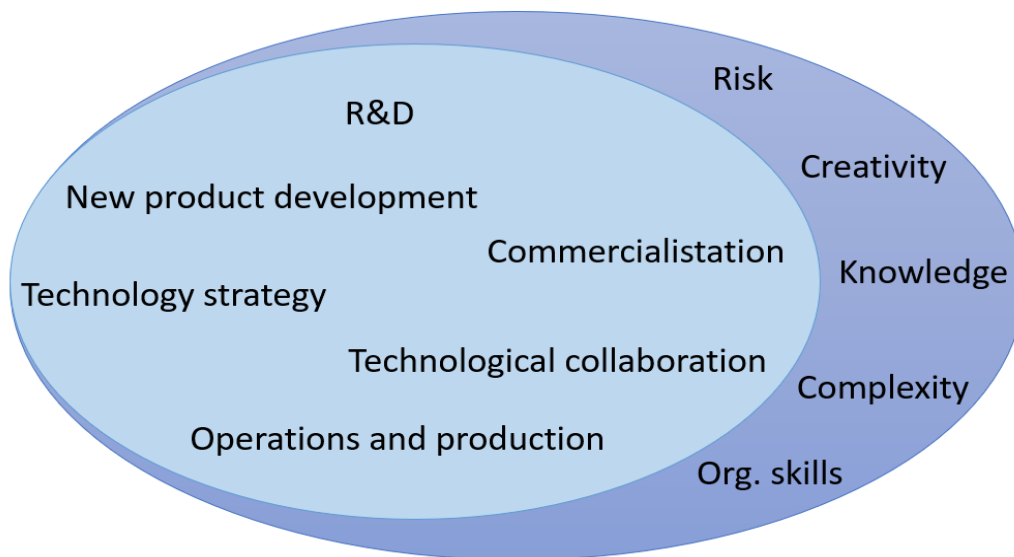 Risk
R&D
Creativity
New product development
Commercialistation
Knowledge
Technology strategy
Technological collaboration
Complexity
Operations and production
Org. skills